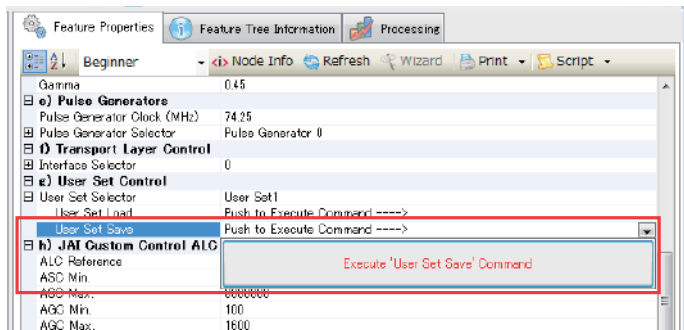 Feature Properties Feature Tree Information Processing
Beginner <i> Node Info Refresh Wizard Print Script
Gamma 0.45
e) Pulse Generators
Pulse Generator Clock (MHz) 74.25
Pulse Generator Selector Pulse Generator 0
f) Transport Layer Control
Interface Selector 0
g) User Set Control
User Set Selector User Set1
User Set Load Push to Execute Command ---->
User Set Save Push to Execute Command ---->
h) JAI Custom Control ALC
ALC Reference
Execute 'User Set Save' Command
ASC Min.
ASC Max.
AGC Min. 100
AGC Max. 1600